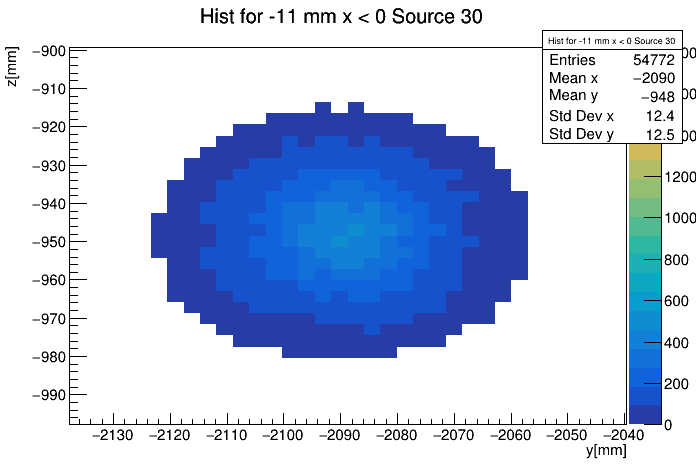 Hist for -11 mm x < 0 Source 30
z[mm]
Hist for -11 mm x < 0 Source 30
Entries 54772
Mean x −2090
Mean y −948
Std Dev x 12.4
Std Dev y 12.5
−900
−910
−920
−930
−940
−950
−960
−970
−980
−990
1200
1000
800
600
400
200
0
−2130 −2120 −2110 −2100 −2090 −2080 −2070 −2060 −2050 −2040
y[mm]